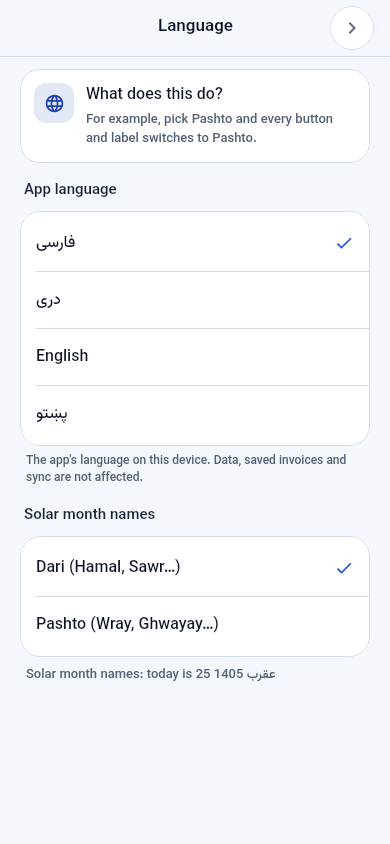 Language
What does this do?
For example, pick Pashto and every button
and label switches to Pashto.
App language
فارسی
دری
English
پښتو
The app's language on this device. Data, saved invoices and
sync are not affected.
Solar month names
Dari (Hamal, Sawr…)
Pashto (Wray, Ghwayay…)
Solar month names: today is 25 عقرب 1405